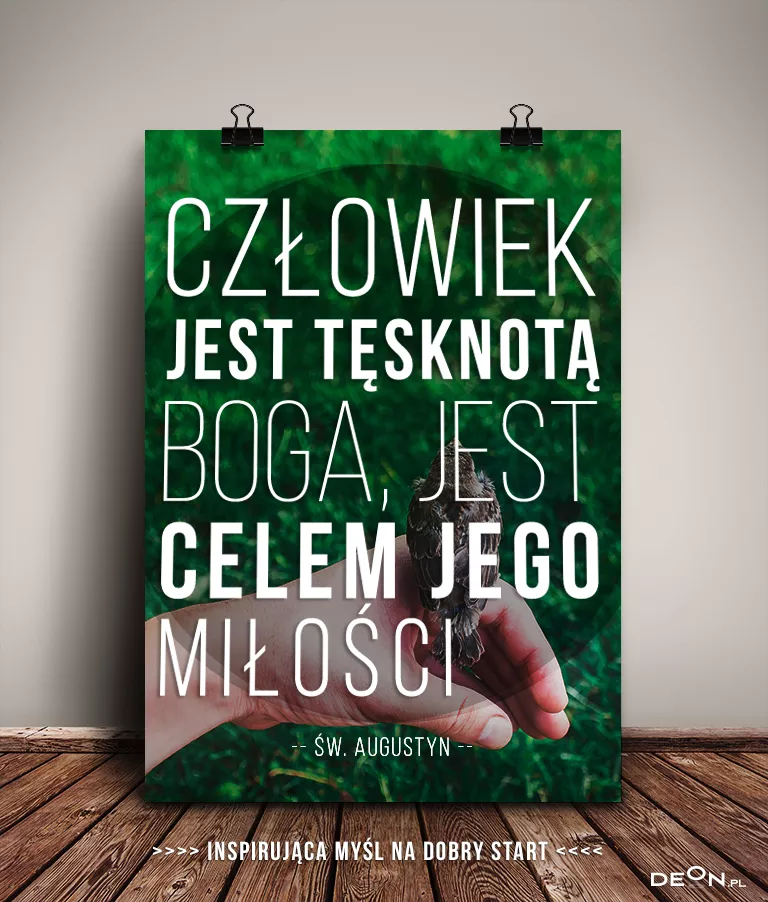 CZŁOWIEK
JEST TĘSKNOTĄ
BOGA, JEST
CELEM JEGO
MIŁOŚCI
-- ŚW. AUGUSTYN --
>>>> INSPIRUJĄCA MYŚL NA DOBRY START <<<<
DEON.PL